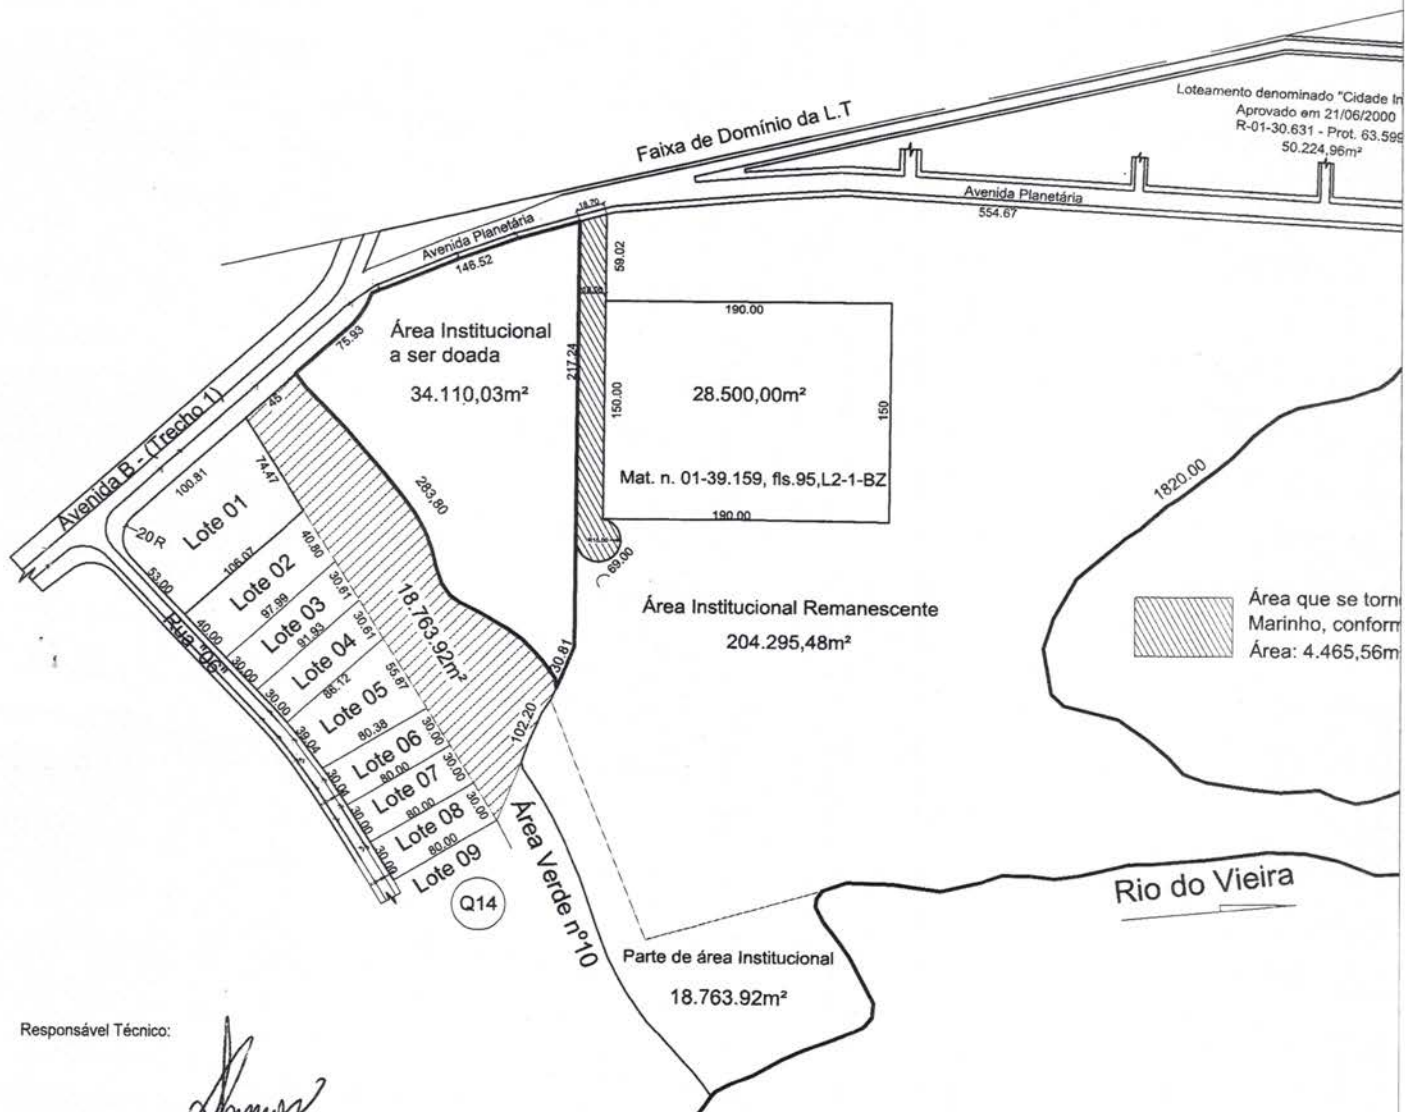 Loteamento denominado "Cidade In
Aprovado em 21/06/2000
R-01-30.631 - Prot. 63.599
50.224,96m²
Faixa de Domínio da L.T
Avenida Planetária
554.67
18.70
Avenida Planetária
146.52
59.02
190.00
75.93
Área Institucional
a ser doada
34.110,03m²
217.24
150.00
28.500,00m²
150
Mat. n. 01-39.159, fls.95,L2-1-BZ
190.00
69.00
45
Avenida B - (Trecho 1)
100.81
74.47
283,80
1820.00
20R
Lote 01
106.07
40.80
53.00
Lote 02
97.99
30.61
40.00
Lote 03
91.93
30.61
Rua "06"
30.00
Lote 04
86.12
55.87
30.00
Lote 05
80.38
30.00
39.04
Lote 06
80.00
30.00
30.01
Lote 07
80.00
30.00
30.00
Lote 08
80.00
30.00
Lote 09
Q14
18.763.92m²
30.81
102.20
Área Institucional Remanescente
204.295,48m²
Área que se torn
Marinho, conform
Área: 4.465,56m
Área Verde nº10
Rio do Vieira
Parte de área Institucional
18.763.92m²
Responsável Técnico: